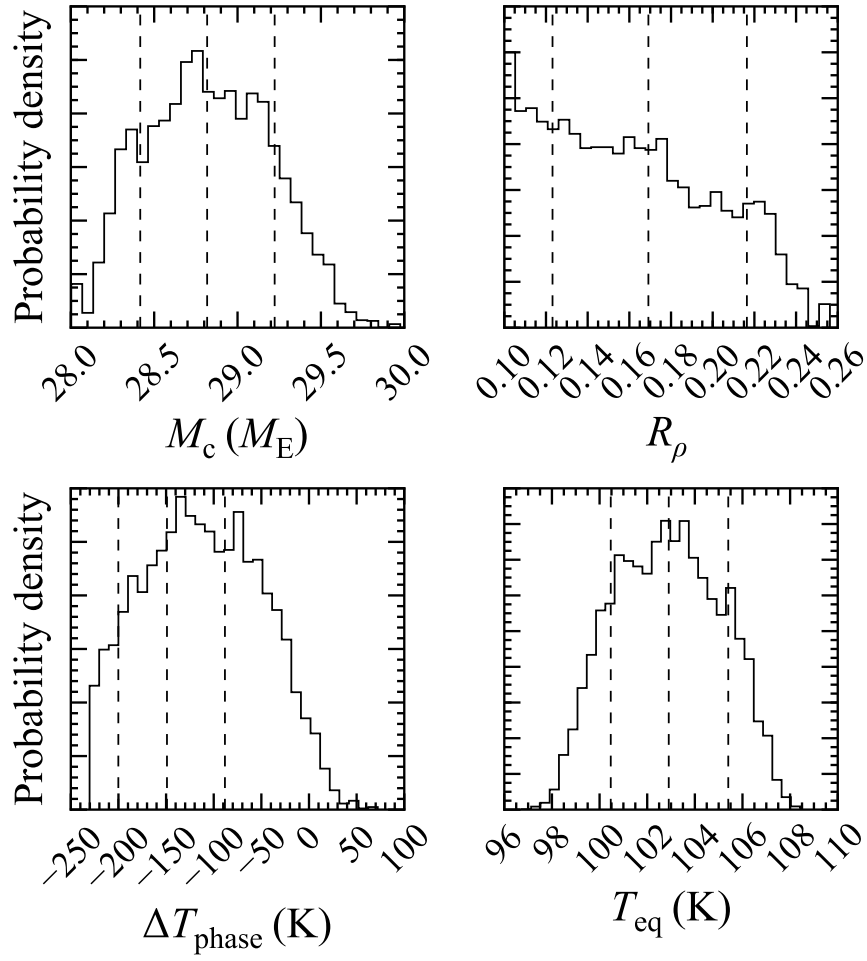 Probability density
28.0 28.5 29.0 29.5 30.0
M_c (M_E)
0.10 0.12 0.14 0.16 0.18 0.20 0.22 0.24 0.26
R_ρ
Probability density
−250 −200 −150 −100 −50 0 50 100
ΔT_phase (K)
96 98 100 102 104 106 108 110
T_eq (K)